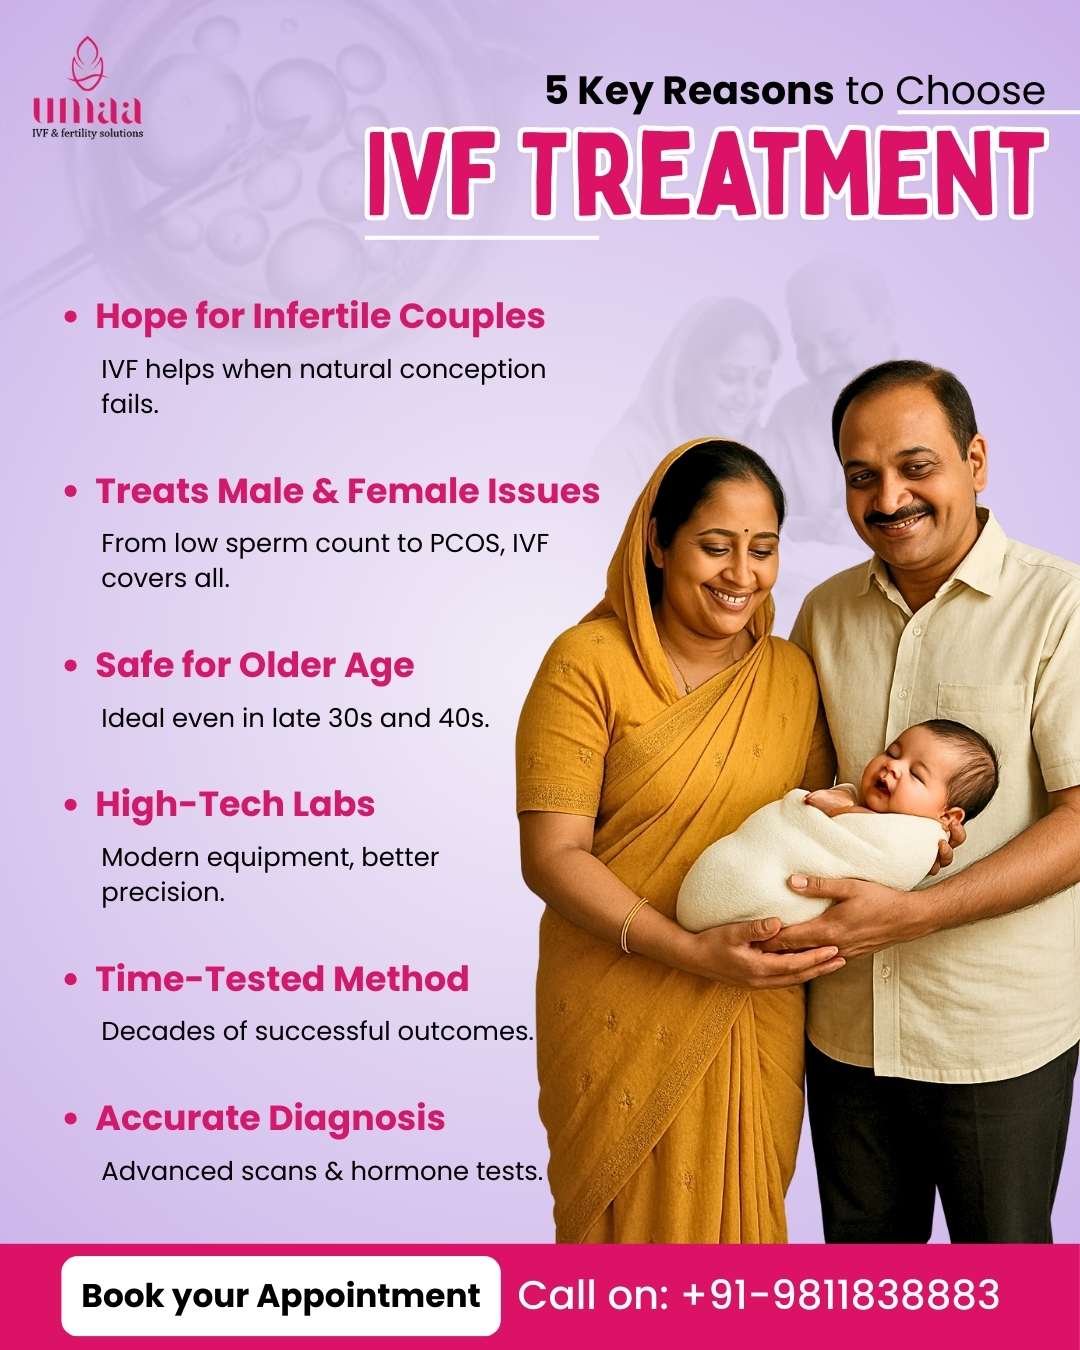 umaa
IVF & fertility solutions
5 Key Reasons to Choose
IVF TREATMENT
• Hope for Infertile Couples
IVF helps when natural conception
fails.
• Treats Male & Female Issues
From low sperm count to PCOS, IVF
covers all.
• Safe for Older Age
Ideal even in late 30s and 40s.
• High-Tech Labs
Modern equipment, better
precision.
• Time-Tested Method
Decades of successful outcomes.
• Accurate Diagnosis
Advanced scans & hormone tests.
Book your Appointment
Call on: +91-9811838883